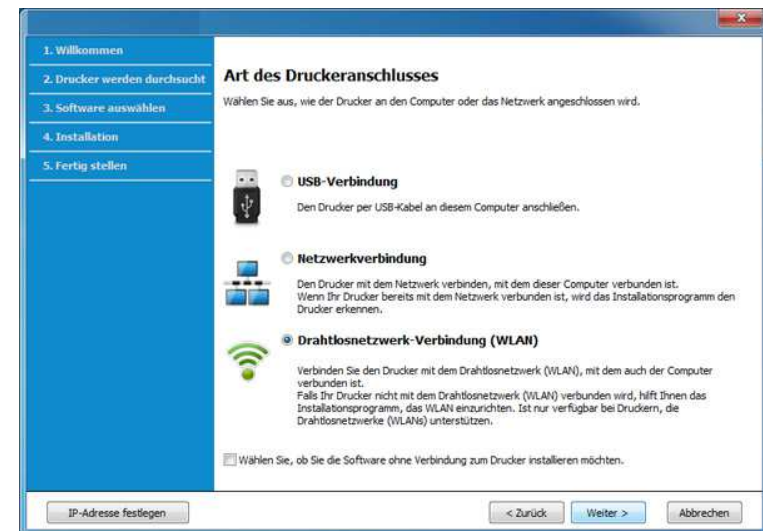 1. Willkommen
2. Drucker werden durchsucht
3. Software auswählen
4. Installation
5. Fertig stellen
Art des Druckeranschlusses
Wählen Sie aus, wie der Drucker an den Computer oder das Netzwerk angeschlossen wird.
USB-Verbindung
Den Drucker per USB-Kabel an diesem Computer anschließen.
Netzwerkverbindung
Den Drucker mit dem Netzwerk verbinden, mit dem dieser Computer verbunden ist.
Wenn Ihr Drucker bereits mit dem Netzwerk verbunden ist, wird das Installationsprogramm den
Drucker erkennen.
Drahtlosnetzwerk-Verbindung (WLAN)
Verbinden Sie den Drucker mit dem Drahtlosnetzwerk (WLAN), mit dem auch der Computer
verbunden ist.
Falls Ihr Drucker nicht mit dem Drahtlosnetzwerk (WLAN) verbunden wird, hilft Ihnen das
Installationsprogramm, das WLAN einzurichten. Ist nur verfügbar bei Druckern, die
Drahtlosnetzwerke (WLANs) unterstützen.
Wählen Sie, ob Sie die Software ohne Verbindung zum Drucker installieren möchten.
IP-Adresse festlegen
< Zurück
Weiter >
Abbrechen